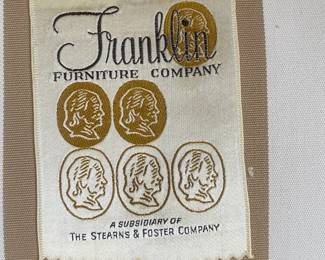 Franklin
FURNITURE COMPANY
A SUBSIDIARY OF
THE STEARNS & FOSTER COMPANY